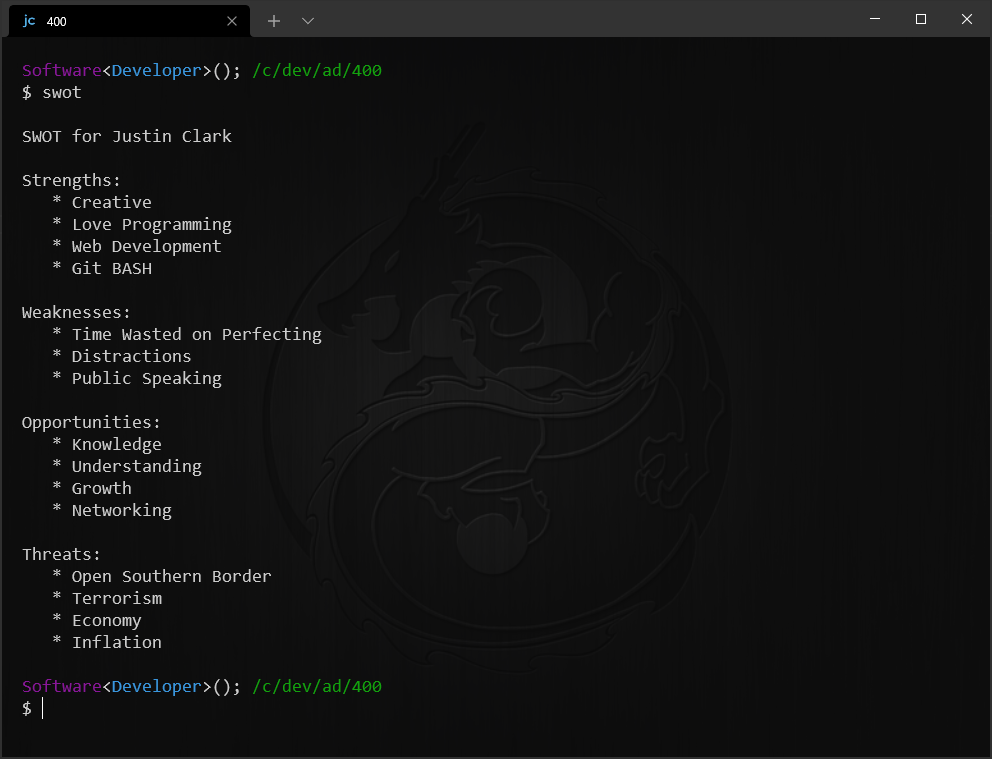 jc 400
Software<Developer>(); /c/dev/ad/400
$ swot
SWOT for Justin Clark
Strengths:
* Creative
* Love Programming
* Web Development
* Git BASH
Weaknesses:
* Time Wasted on Perfecting
* Distractions
* Public Speaking
Opportunities:
* Knowledge
* Understanding
* Growth
* Networking
Threats:
* Open Southern Border
* Terrorism
* Economy
* Inflation
Software<Developer>(); /c/dev/ad/400
$